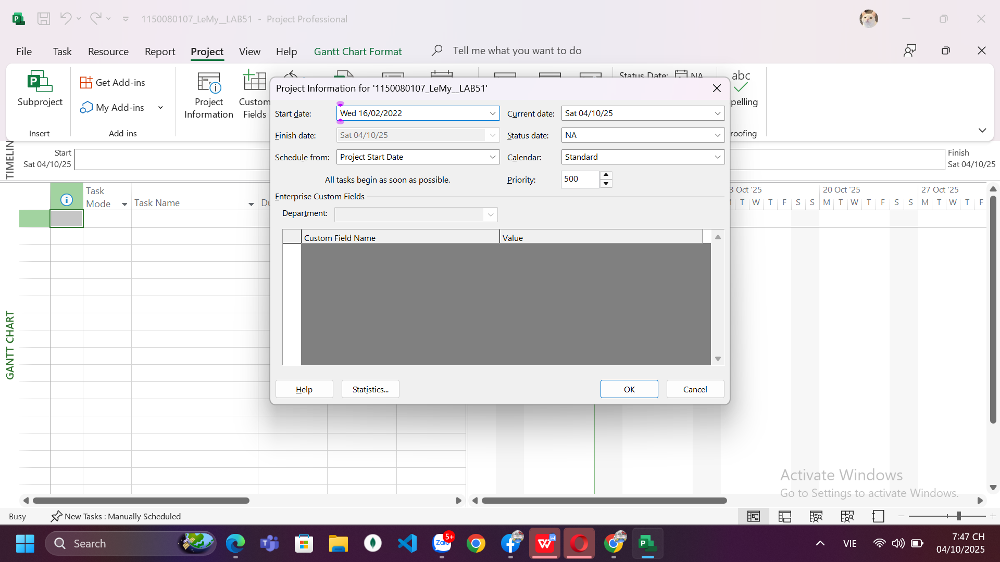 1150080107_LeMy__LAB51 - Project Professional
File Task Resource Report Project View Help Gantt Chart Format Tell me what you want to do
Subproject
Insert
Get Add-ins
My Add-ins
Add-ins
Project
Information
Custom
Fields
Status Date: NA
abc
pelling
roofing
Project Information for '1150080107_LeMy__LAB51'
Start date: Wed 16/02/2022 Current date: Sat 04/10/25
Finish date: Sat 04/10/25 Status date: NA
Schedule from: Project Start Date Calendar: Standard
All tasks begin as soon as possible. Priority: 500
Enterprise Custom Fields
Department:
Custom Field Name Value
Help Statistics... OK Cancel
TIMELIN
Start
Sat 04/10/25
Finish
Sat 04/10/25
Task
Mode
Task Name
Du
3 Oct '25 20 Oct '25 27 Oct '25
T W T F S S M T W T F S S M T W T F
GANTT CHART
Activate Windows
Go to Settings to activate Windows.
Busy New Tasks : Manually Scheduled
Search
Zalo
5+
VIE
7:47 CH
04/10/2025